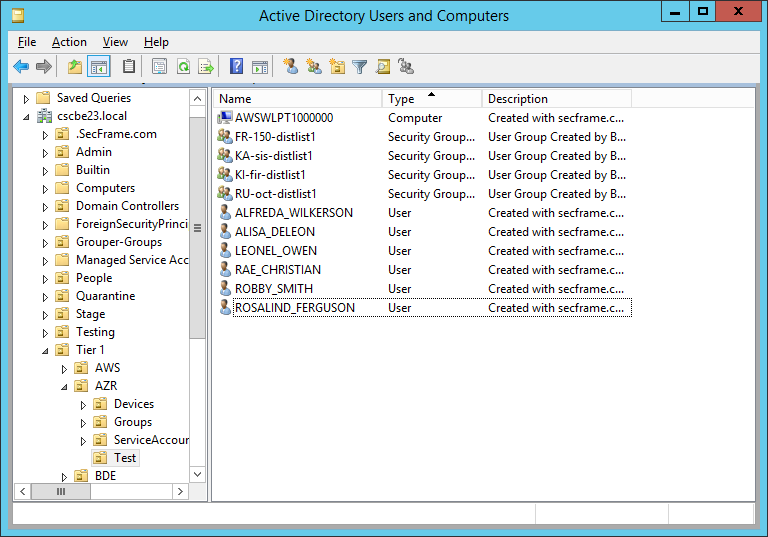 Active Directory Users and Computers
File Action View Help
Saved Queries
cscbe23.local
.SecFrame.com
Admin
Builtin
Computers
Domain Controllers
ForeignSecurityPrinci
Grouper-Groups
Managed Service Acc
People
Quarantine
Stage
Testing
Tier 1
AWS
AZR
Devices
Groups
ServiceAccour
Test
BDE
Name Type Description
AWSWLPT1000000 Computer Created with secframe.c...
FR-150-distlist1 Security Group... User Group Created by B...
KA-sis-distlist1 Security Group... User Group Created by B...
KI-fir-distlist1 Security Group... User Group Created by B...
RU-oct-distlist1 Security Group... User Group Created by B...
ALFREDA_WILKERSON User Created with secframe.c...
ALISA_DELEON User Created with secframe.c...
LEONEL_OWEN User Created with secframe.c...
RAE_CHRISTIAN User Created with secframe.c...
ROBBY_SMITH User Created with secframe.c...
ROSALIND_FERGUSON User Created with secframe.c...